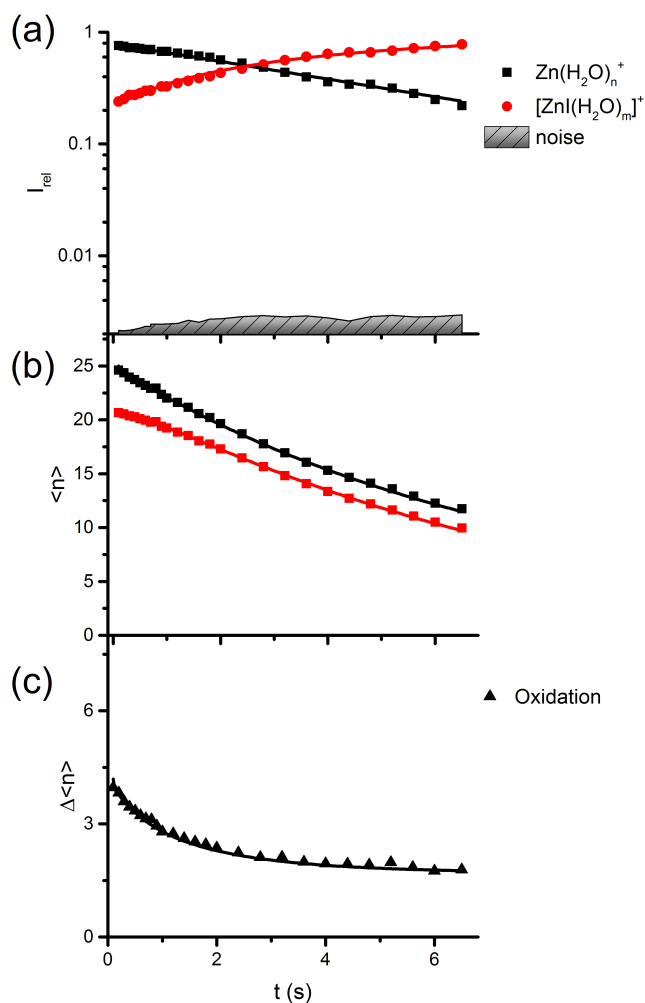 (a)
1
0.1
0.01
I_rel
Zn(H₂O)ₙ⁺
[ZnI(H₂O)ₘ]⁺
noise
(b)
25
20
15
10
5
0
<n>
(c)
6
3
0
Δ<n>
Oxidation
0 2 4 6
t (s)